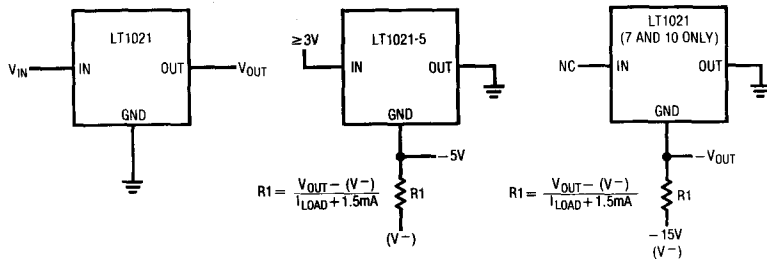 LT1021
V_IN
IN
OUT
V_OUT
GND
≥3V
LT1021-5
IN
OUT
GND
−5V
R1 = V_OUT − (V−) / I_LOAD + 1.5mA
R1
(V−)
LT1021
(7 AND 10 ONLY)
NC
IN
OUT
GND
−V_OUT
R1 = V_OUT − (V−) / I_LOAD + 1.5mA
R1
−15V
(V−)